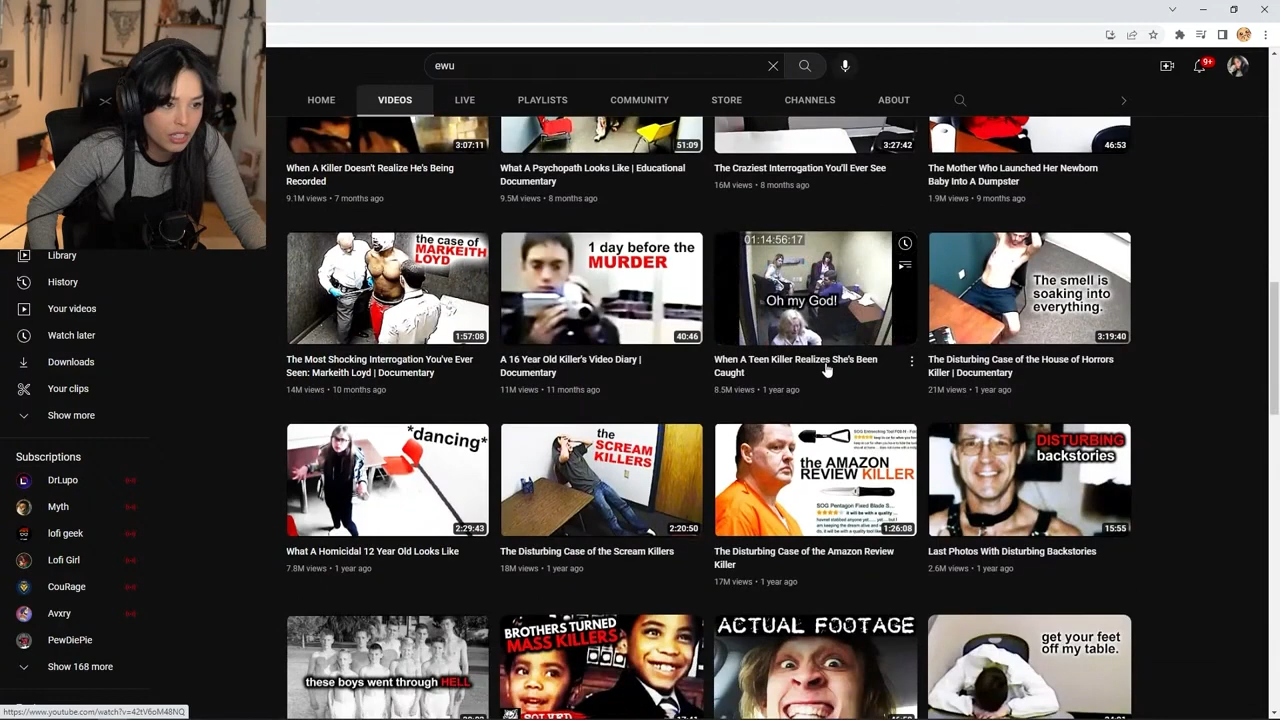 ewu
9+
HOME
VIDEOS
LIVE
PLAYLISTS
COMMUNITY
STORE
CHANNELS
ABOUT
3:07:11
51:09
3:27:42
46:53
When A Killer Doesn't Realize He's Being
Recorded
9.1M views • 7 months ago
What A Psychopath Looks Like | Educational
Documentary
9.5M views • 8 months ago
The Craziest Interrogation You'll Ever See
16M views • 8 months ago
The Mother Who Launched Her Newborn
Baby Into A Dumpster
1.9M views • 9 months ago
Library
History
Your videos
Watch later
Downloads
Your clips
Show more
Subscriptions
DrLupo
Myth
lofi geek
Lofi Girl
CouRage
Avxry
PewDiePie
Show 168 more
the case of
MARKEITH
LOYD
1:57:08
The Most Shocking Interrogation You've Ever
Seen: Markeith Loyd | Documentary
14M views • 10 months ago
1 day before the
MURDER
40:46
A 16 Year Old Killer's Video Diary |
Documentary
11M views • 11 months ago
01:14:56:17
Oh my God!
When A Teen Killer Realizes She's Been
Caught
8.5M views • 1 year ago
The smell is
soaking into
everything.
3:19:40
The Disturbing Case of the House of Horrors
Killer | Documentary
21M views • 1 year ago
*dancing*
2:29:43
What A Homicidal 12 Year Old Looks Like
7.8M views • 1 year ago
the
SCREAM
KILLERS
2:20:50
The Disturbing Case of the Scream Killers
18M views • 1 year ago
the AMAZON
REVIEW KILLER
1:26:08
The Disturbing Case of the Amazon Review
Killer
17M views • 1 year ago
DISTURBING
backstories
15:55
Last Photos With Disturbing Backstories
2.6M views • 1 year ago
these boys went through HELL
BROTHERS TURNED
MASS KILLERS
SOLVED
ACTUAL FOOTAGE
get your feet
off my table.
https://www.youtube.com/watch?v=42tV6oM48NQ